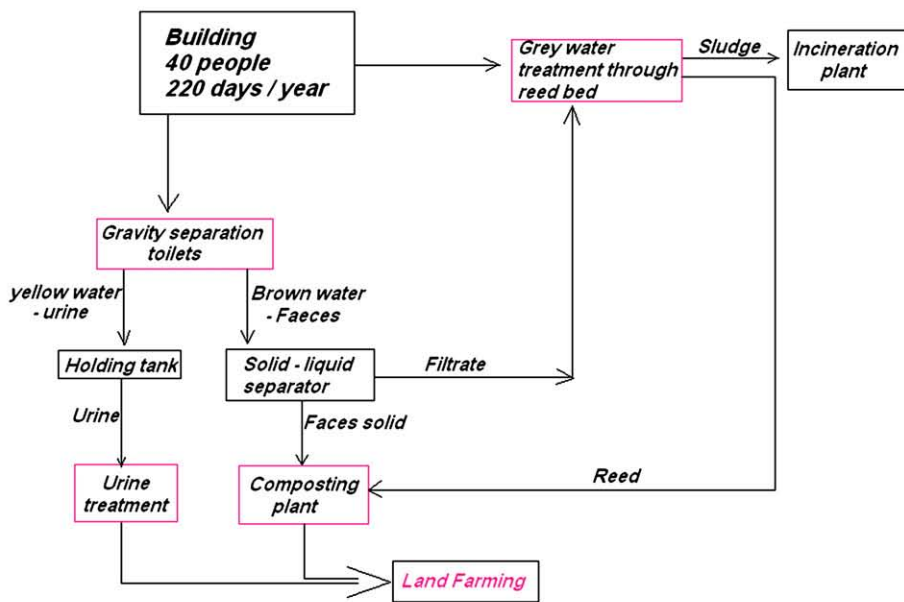 Building
40 people
220 days / year
Grey water
treatment through
reed bed
Sludge
Incineration
plant
Gravity separation
toilets
yellow water
- urine
Brown water
- Faeces
Holding tank
Solid - liquid
separator
Filtrate
Urine
Faces solid
Urine
treatment
Composting
plant
Reed
Land Farming